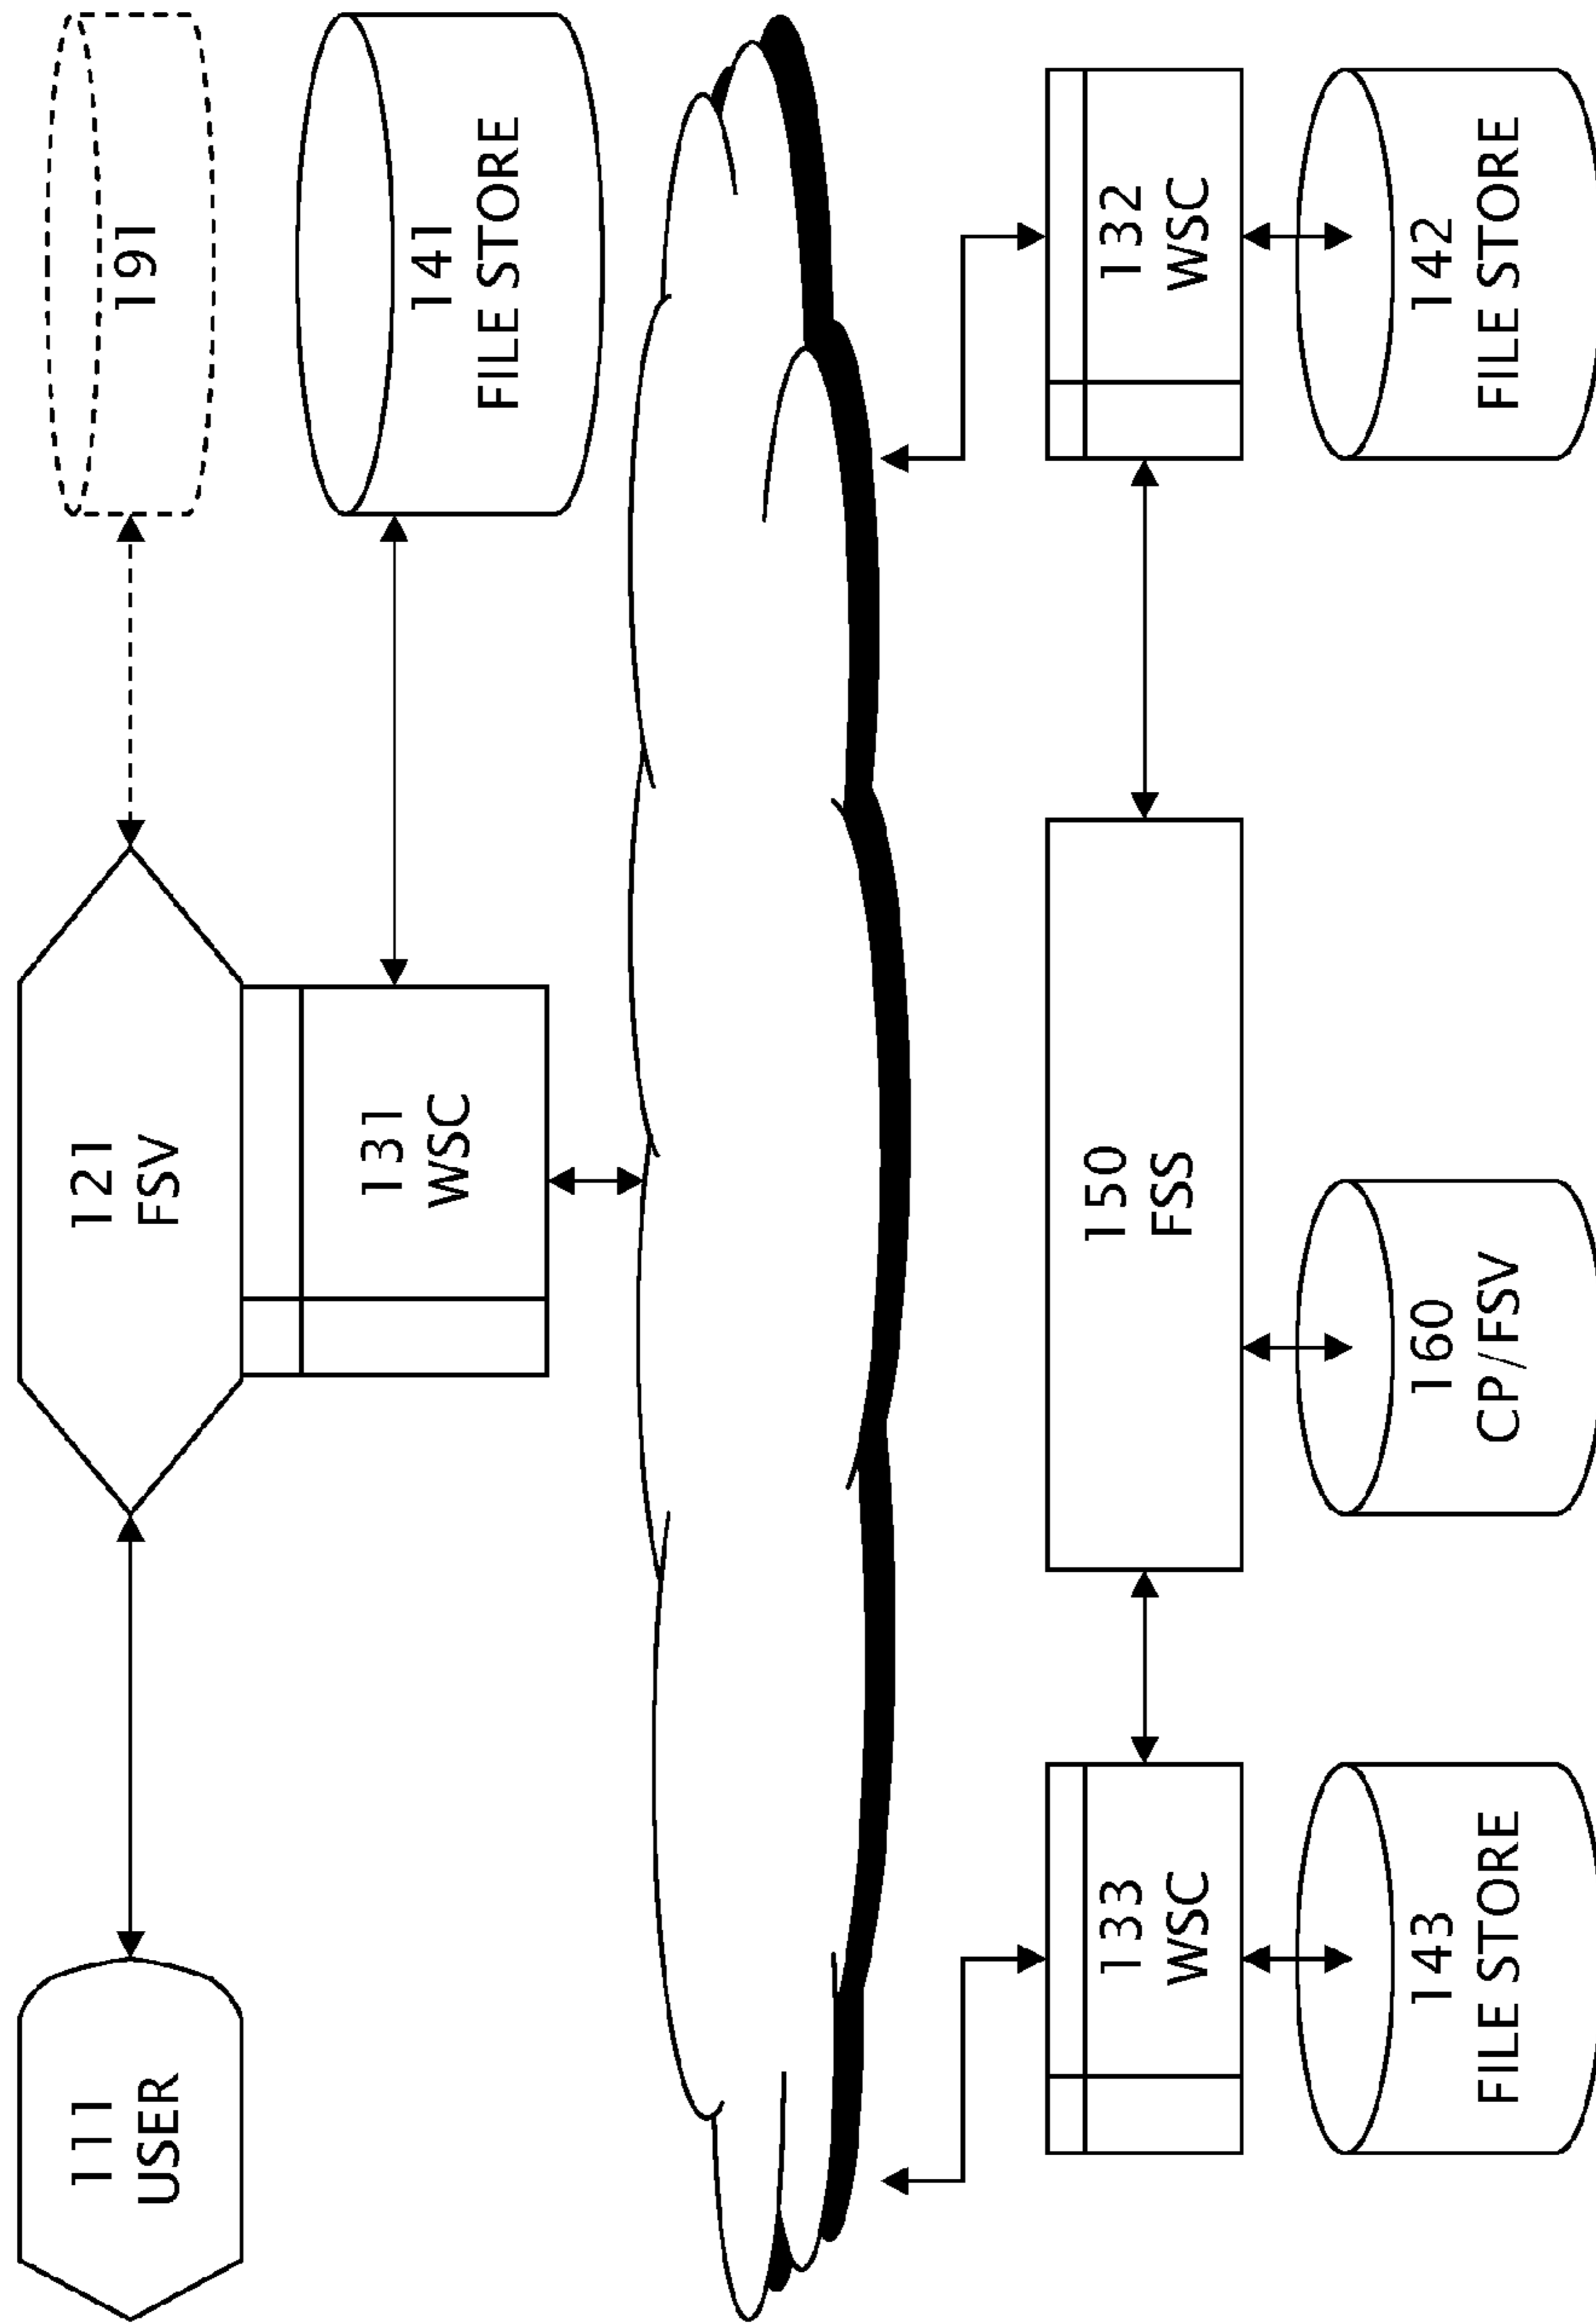 111
USER
121
FSV
191
131
WSC
141
FILE STORE
133
WSC
150
FSS
132
WSC
143
FILE STORE
160
CP/FSV
142
FILE STORE